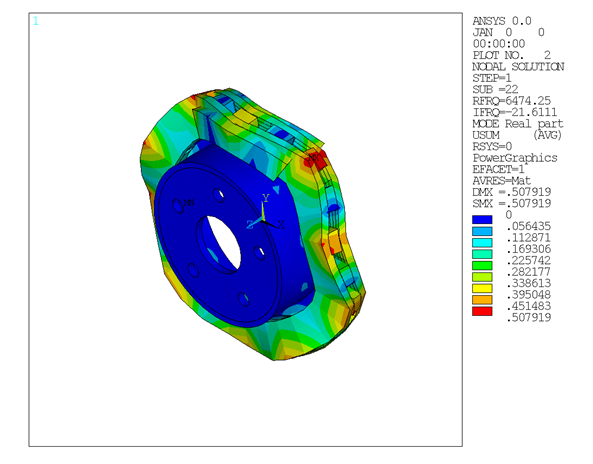 1
ANSYS 0.0
JAN 0 0
00:00:00
PLOT NO. 2
NODAL SOLUTION
STEP=1
SUB =22
RFRQ=6474.25
IFRQ=-21.6111
MODE Real part
USUM (AVG)
RSYS=0
PowerGraphics
EFACET=1
AVRES=Mat
DMX =.507919
SMX =.507919
0
.056435
.112871
.169306
.225742
.282177
.338613
.395048
.451483
.507919
Y
Z X